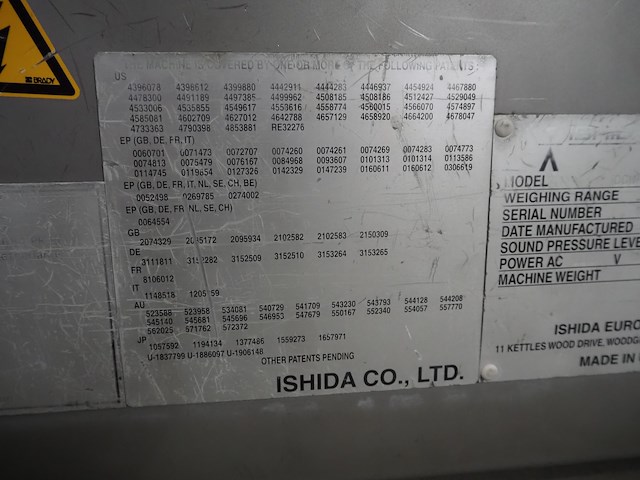 BRADY
THE MACHINE IS COVERED BY ONE OR MORE OF THE FOLLOWING PATENTS:
US
4396078 4398612 4399880 4442911 4444283 4446937 4454924 4467880
4478300 4491189 4497385 4499962 4508185 4508186 4512427 4529049
4533006 4535855 4549617 4558774 4560015 4566070 4574897
4585081 4602709 4627012 4642788 4657129 4658920 4664200 4678047
4733363 4790398 4853881 RE32276
EP (GB, DE, FR, IT)
0060701 0071473 0072707 0074260 0074261 0074269 0074283 0074773
0074813 0075479 0076167 0084968 0093607 0101313 0101314 0113586
0114745 0119654 0127326 0142329 0147239 0160611 0160612 0306619
EP (GB, DE, FR, IT, NL, SE, CH, BE)
0052498 0269785 0274002
EP (GB, DE, FR, NL, SE, CH)
0064554
GB
2074329 2095934 2102582 2102583 2150309
DE
3111811 3152509 3152510 3153264 3153265
FR
8106012
IT
1148518
AU
523588 523958 534081 540729 541709 543230 543793 544128 544208
545140 545681 545696 546953 547679 550167 552340 554057 557770
562025 571762 572372
JP
1057592 1194134 1377486 1559273 1657971
U-1837799 U-1886097 U-1906148
OTHER PATENTS PENDING
ISHIDA CO., LTD.
MODEL
WEIGHING RANGE
SERIAL NUMBER
DATE MANUFACTURED
SOUND PRESSURE LEVE
POWER AC V
MACHINE WEIGHT
ISHIDA EURO
11 KETTLES WOOD DRIVE, WOODG
MADE IN